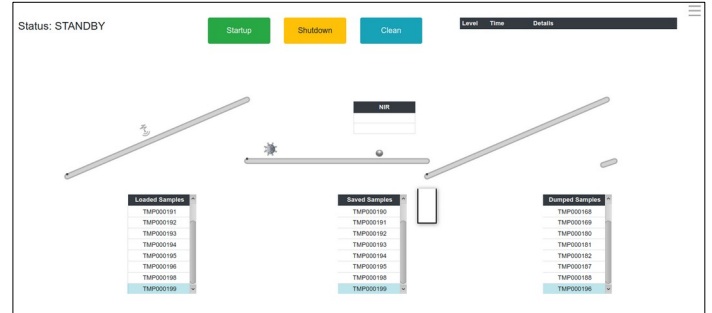 Status: STANDBY
Startup
Shutdown
Clean
Level Time Details
NIR
Loaded Samples
TMP000191
TMP000192
TMP000193
TMP000194
TMP000195
TMP000196
TMP000198
TMP000199
Saved Samples
TMP000190
TMP000191
TMP000192
TMP000193
TMP000194
TMP000195
TMP000198
TMP000199
Dumped Samples
TMP000168
TMP000169
TMP000180
TMP000181
TMP000182
TMP000187
TMP000188
TMP000196